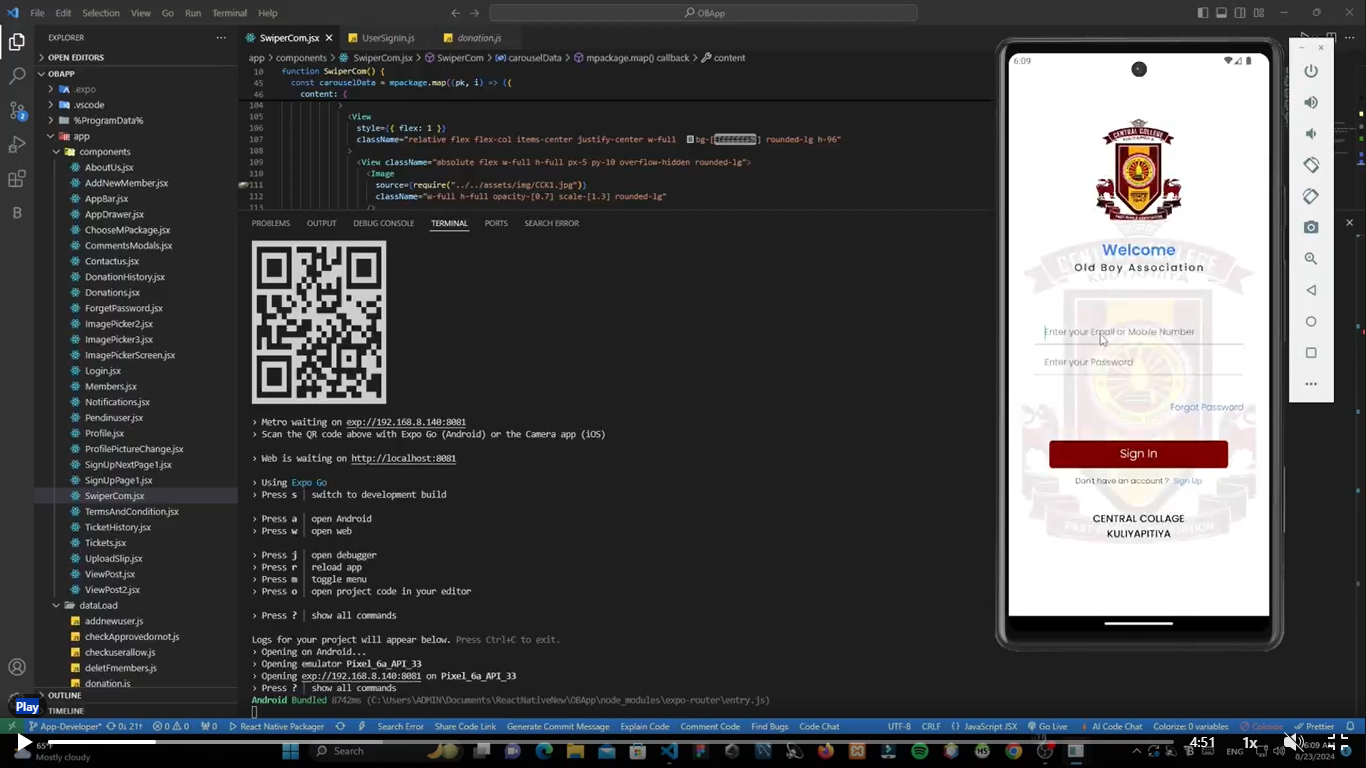 File Edit Selection View Go Run Terminal Help
OBApp
EXPLORER
SwiperCom.jsx
UserSignIn.js
donation.js
OPEN EDITORS
OBAPP
.expo
.vscode
%ProgramData%
app
components
AboutUs.jsx
AddNewMember.jsx
AppBar.jsx
AppDrawer.jsx
ChooseMPackage.jsx
CommentsModals.jsx
Contactus.jsx
DonationHistory.jsx
Donations.jsx
ForgetPassword.jsx
ImagePicker2.jsx
ImagePicker3.jsx
ImagePickerScreen.jsx
Login.jsx
Members.jsx
Notifications.jsx
Pendinuser.jsx
Profile.jsx
ProfilePictureChange.jsx
SignUpNextPage1.jsx
SignUpPage1.jsx
SwiperCom.jsx
TermsAndCondition.jsx
TicketHistory.jsx
Tickets.jsx
UploadSlip.jsx
ViewPost.jsx
ViewPost2.jsx
dataLoad
addnewuser.js
checkApprovedornot.js
checkuserallow.js
deletFmembers.js
donation.js
OUTLINE
TIMELINE
app > components > SwiperCom.jsx > SwiperCom > carouselData > mpackage.map() callback > content
10 function SwiperCom() {
45 const carouselData = mpackage.map((pk, i) => ({
46 content: {
104 >
105 <View
106 style={{ flex: 1 }}
107 className="relative flex flex-col items-center justify-center w-full bg-[#ffffff52] rounded-lg h-96"
108 >
109 <View className="absolute flex w-full h-full px-5 py-10 overflow-hidden rounded-lg">
110 <Image
111 source={require("../../assets/img/CCK1.jpg")}
112 className="w-full h-full opacity-[0.7] scale-[1.3] rounded-lg"
113 />
PROBLEMS OUTPUT DEBUG CONSOLE TERMINAL PORTS SEARCH ERROR
› Metro waiting on exp://192.168.8.140:8081
› Scan the QR code above with Expo Go (Android) or the Camera app (iOS)
› Web is waiting on http://localhost:8081
› Using Expo Go
› Press s │ switch to development build
› Press a │ open Android
› Press w │ open web
› Press j │ open debugger
› Press r │ reload app
› Press m │ toggle menu
› Press o │ open project code in your editor
› Press ? │ show all commands
Logs for your project will appear below. Press Ctrl+C to exit.
› Opening on Android...
› Opening emulator Pixel_6a_API_33
› Opening exp://192.168.8.140:8081 on Pixel_6a_API_33
› Press ? │ show all commands
Android Bundled 8742ms (C:\Users\ADMIN\Documents\ReactNativeNew\OBApp\node_modules\expo-router\entry.js)
6:09
CENTRAL COLLEGE
KULIYAPITIYA
PAST PUPILS ASSOCIATION
Welcome
Old Boy Association
Enter your Email or Mobile Number
Enter your Password
Forgot Password
Sign In
Don't have an account ? Sign Up
CENTRAL COLLAGE
KULIYAPITIYA
Play
App-Developer* 0↓ 21↑ 0 0 0 React Native Packager Search Error Share Code Link Generate Commit Message Explain Code Comment Code Find Bugs Code Chat UTF-8 CRLF JavaScript JSX Go Live AI Code Chat Colorize: 0 variables Colorize Prettier
65°F
Mostly cloudy
Search
ENG
4:51 1x
6:09 AM
8/23/2024